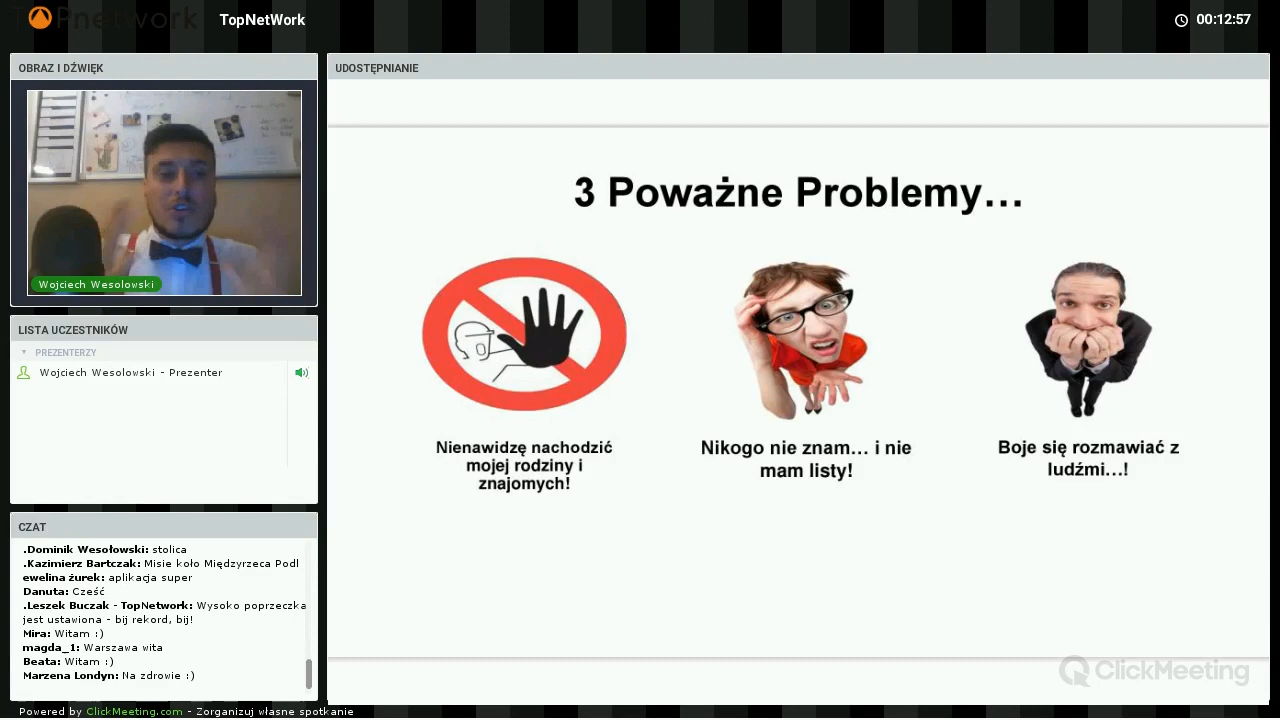 TOPnetwork
TopNetWork
00:12:57
OBRAZ I DŹWIĘK
Wojciech Wesolowski
LISTA UCZESTNIKÓW
PREZENTERZY
Wojciech Wesolowski - Prezenter
CZAT
.Dominik Wesołowski: stolica
.Kazimierz Bartczak: Misie koło Międzyrzeca Podl
ewelina żurek: aplikacja super
Danuta: Cześć
.Leszek Buczak - TopNetwork: Wysoko poprzeczka
jest ustawiona - bij rekord, bij!
Mira: Witam :)
magda_1: Warszawa wita
Beata: Witam :)
Marzena Londyn: Na zdrowie :)
Powered by ClickMeeting.com - Zorganizuj własne spotkanie
UDOSTĘPNIANIE
3 Poważne Problemy...
Nienawidzę nachodzić
mojej rodziny i
znajomych!
Nikogo nie znam... i nie
mam listy!
Boje się rozmawiać z
ludźmi...!
ClickMeeting